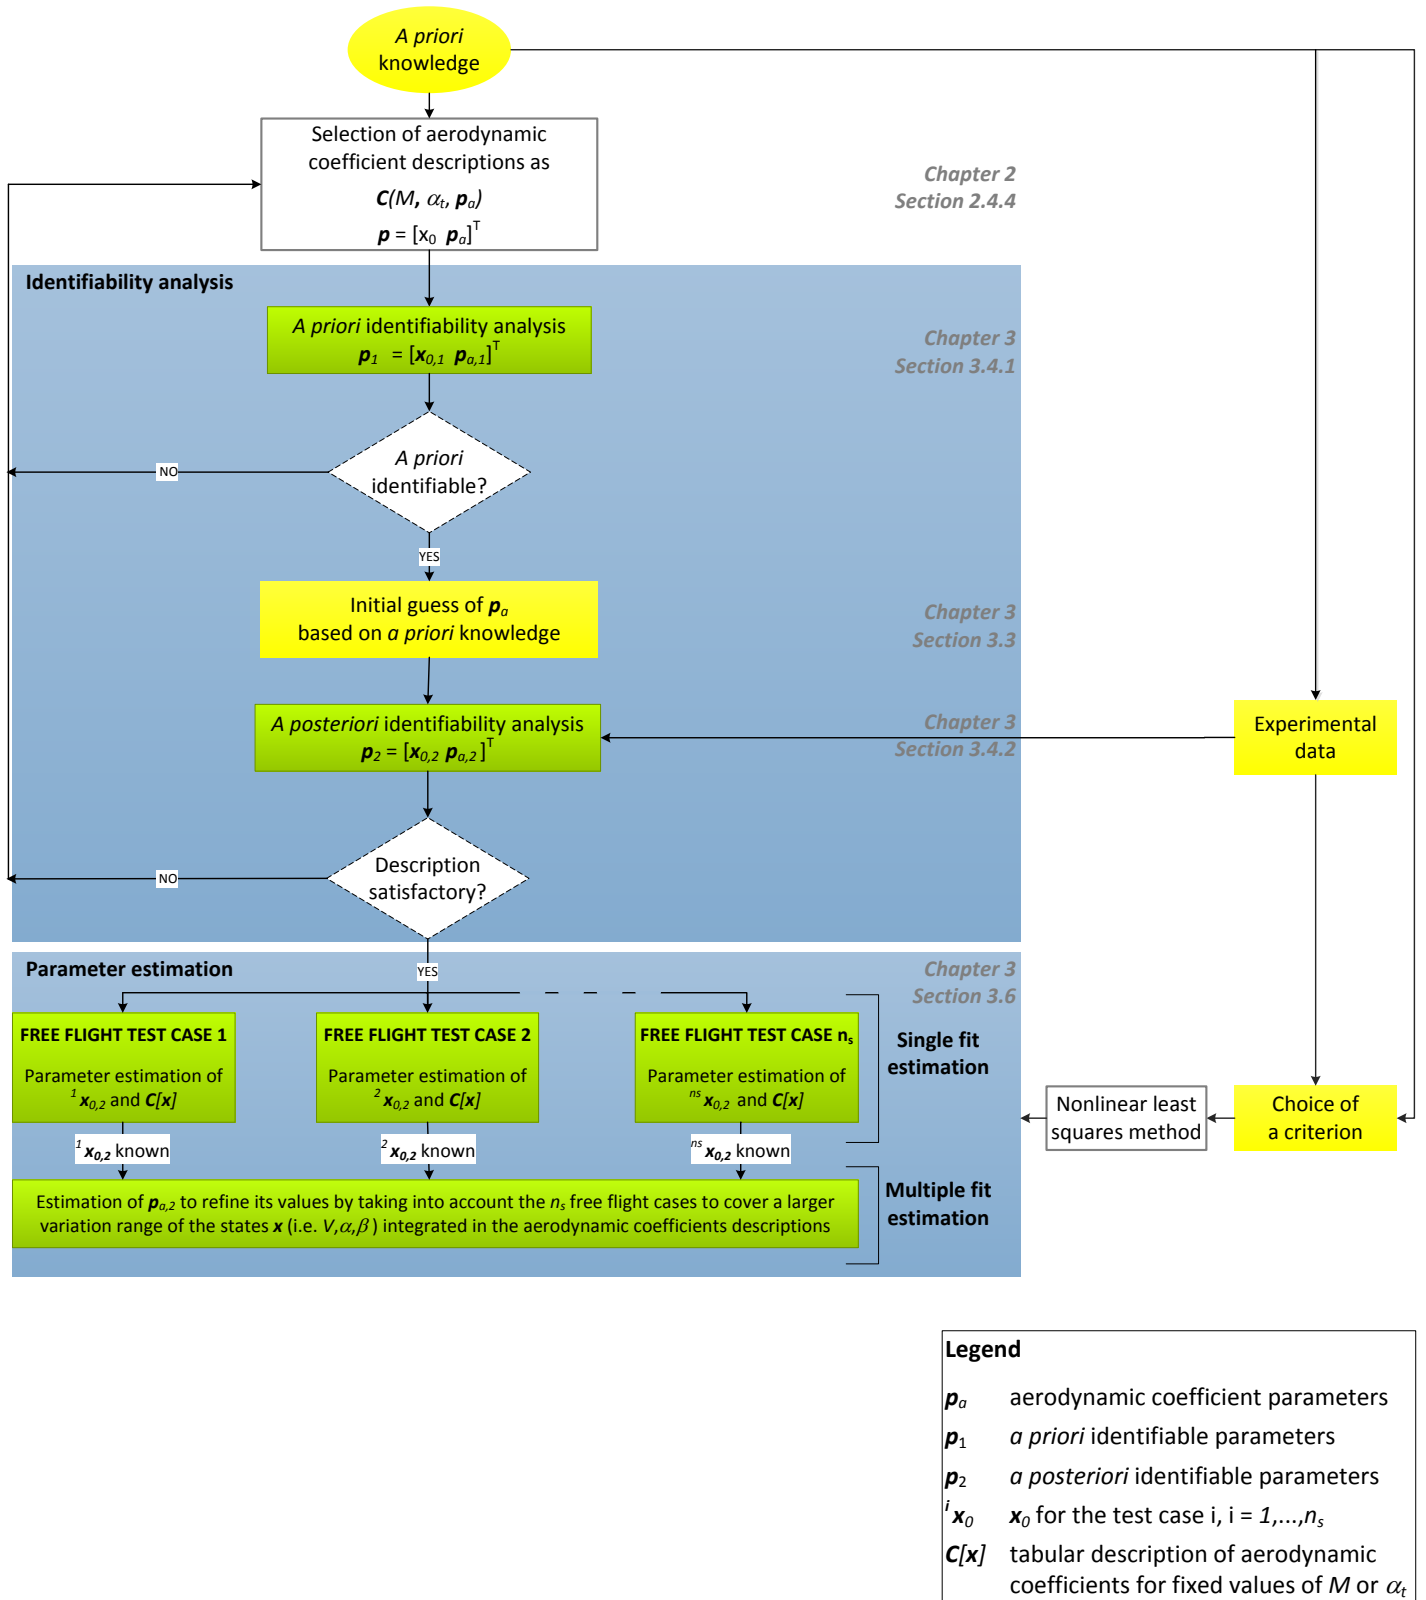 A priori
knowledge
Selection of aerodynamic
coefficient descriptions as
C(M, αt, pa)
p = [x0 pa]T
Chapter 2
Section 2.4.4
Identifiability analysis
A priori identifiability analysis
p1 = [x0,1 pa,1]T
Chapter 3
Section 3.4.1
A priori
identifiable?
NO
YES
Initial guess of pa
based on a priori knowledge
Chapter 3
Section 3.3
A posteriori identifiability analysis
p2 = [x0,2 pa,2]T
Chapter 3
Section 3.4.2
Experimental
data
Description
satisfactory?
NO
YES
Parameter estimation
Chapter 3
Section 3.6
FREE FLIGHT TEST CASE 1
Parameter estimation of
1x0,2 and C[x]
FREE FLIGHT TEST CASE 2
Parameter estimation of
2x0,2 and C[x]
FREE FLIGHT TEST CASE ns
Parameter estimation of
nsx0,2 and C[x]
Single fit
estimation
Nonlinear least
squares method
Choice of
a criterion
1x0,2 known
2x0,2 known
nsx0,2 known
Estimation of pa,2 to refine its values by taking into account the ns free flight cases to cover a larger
variation range of the states x (i.e. V,α,β ) integrated in the aerodynamic coefficients descriptions
Multiple fit
estimation
Legend
pa aerodynamic coefficient parameters
p1 a priori identifiable parameters
p2 a posteriori identifiable parameters
ix0 x0 for the test case i, i = 1,...,ns
C[x] tabular description of aerodynamic
coefficients for fixed values of M or αt